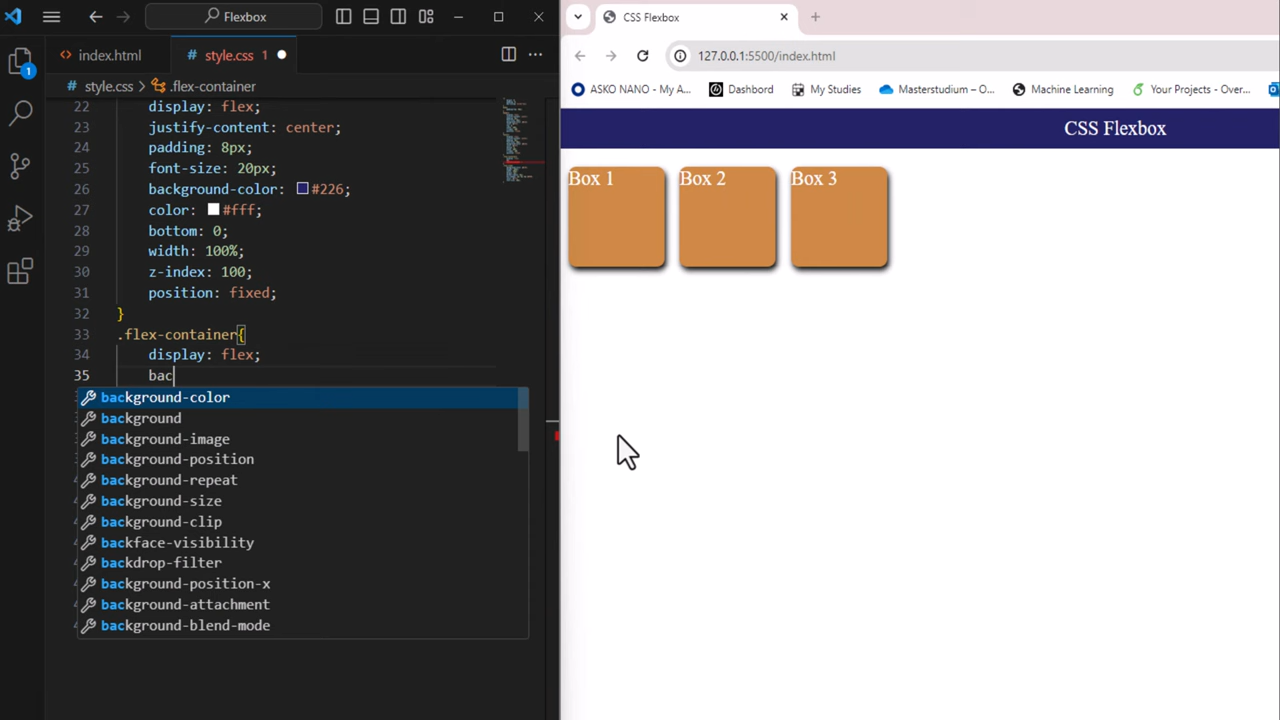 Flexbox
index.html
# style.css 1
1
# style.css > .flex-container
22 display: flex;
23 justify-content: center;
24 padding: 8px;
25 font-size: 20px;
26 background-color: #226;
27 color: #fff;
28 bottom: 0;
29 width: 100%;
30 z-index: 100;
31 position: fixed;
32 }
33 .flex-container{
34 display: flex;
35 bac
background-color
background
background-image
background-position
background-repeat
background-size
background-clip
backface-visibility
backdrop-filter
background-position-x
background-attachment
background-blend-mode
CSS Flexbox
127.0.0.1:5500/index.html
ASKO NANO - My A...
Dashbord
My Studies
Masterstudium – O...
Machine Learning
Your Projects - Over...
CSS Flexbox
Box 1 Box 2 Box 3